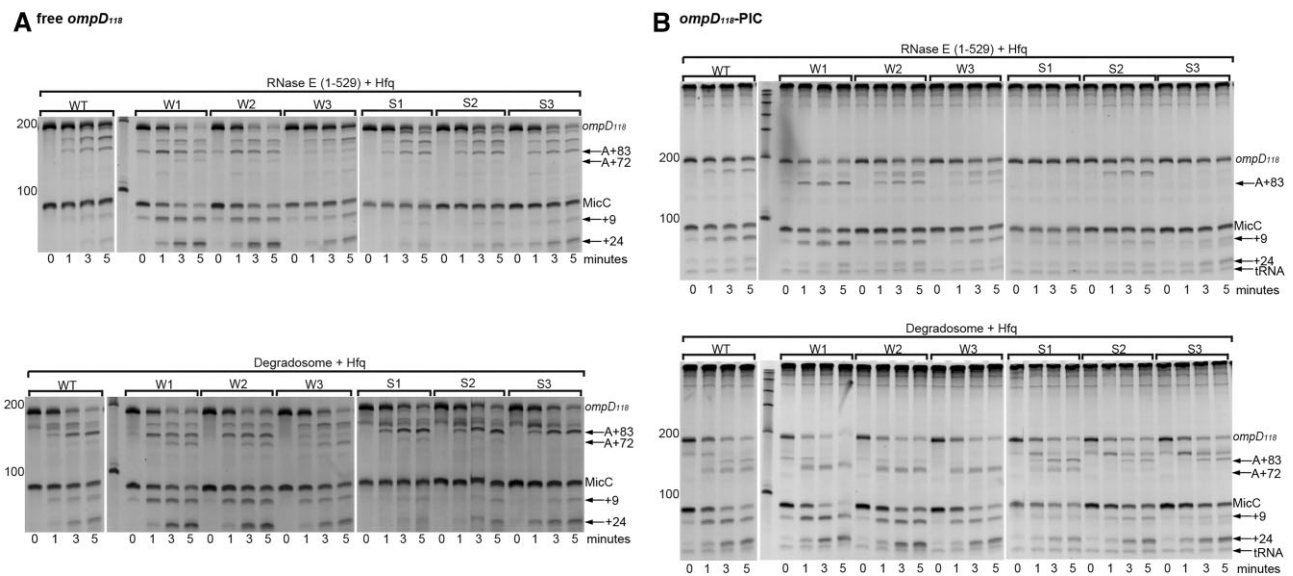 A free ompD118
RNase E (1-529) + Hfq
WT W1 W2 W3 S1 S2 S3
200
ompD118
A+83
A+72
100
MicC
+9
+24
0 1 3 5 0 1 3 5 0 1 3 5 0 1 3 5 0 1 3 5 0 1 3 5 0 1 3 5 minutes
Degradosome + Hfq
WT W1 W2 W3 S1 S2 S3
200
ompD118
A+83
A+72
100
MicC
+9
+24
0 1 3 5 0 1 3 5 0 1 3 5 0 1 3 5 0 1 3 5 0 1 3 5 0 1 3 5 minutes
B ompD118-PIC
RNase E (1-529) + Hfq
WT W1 W2 W3 S1 S2 S3
200
ompD118
A+83
100
MicC
+9
+24
tRNA
0 1 3 5 0 1 3 5 0 1 3 5 0 1 3 5 0 1 3 5 0 1 3 5 0 1 3 5 minutes
Degradosome + Hfq
WT W1 W2 W3 S1 S2 S3
200
ompD118
A+83
A+72
100
MicC
+9
+24
tRNA
0 1 3 5 0 1 3 5 0 1 3 5 0 1 3 5 0 1 3 5 0 1 3 5 0 1 3 5 minutes